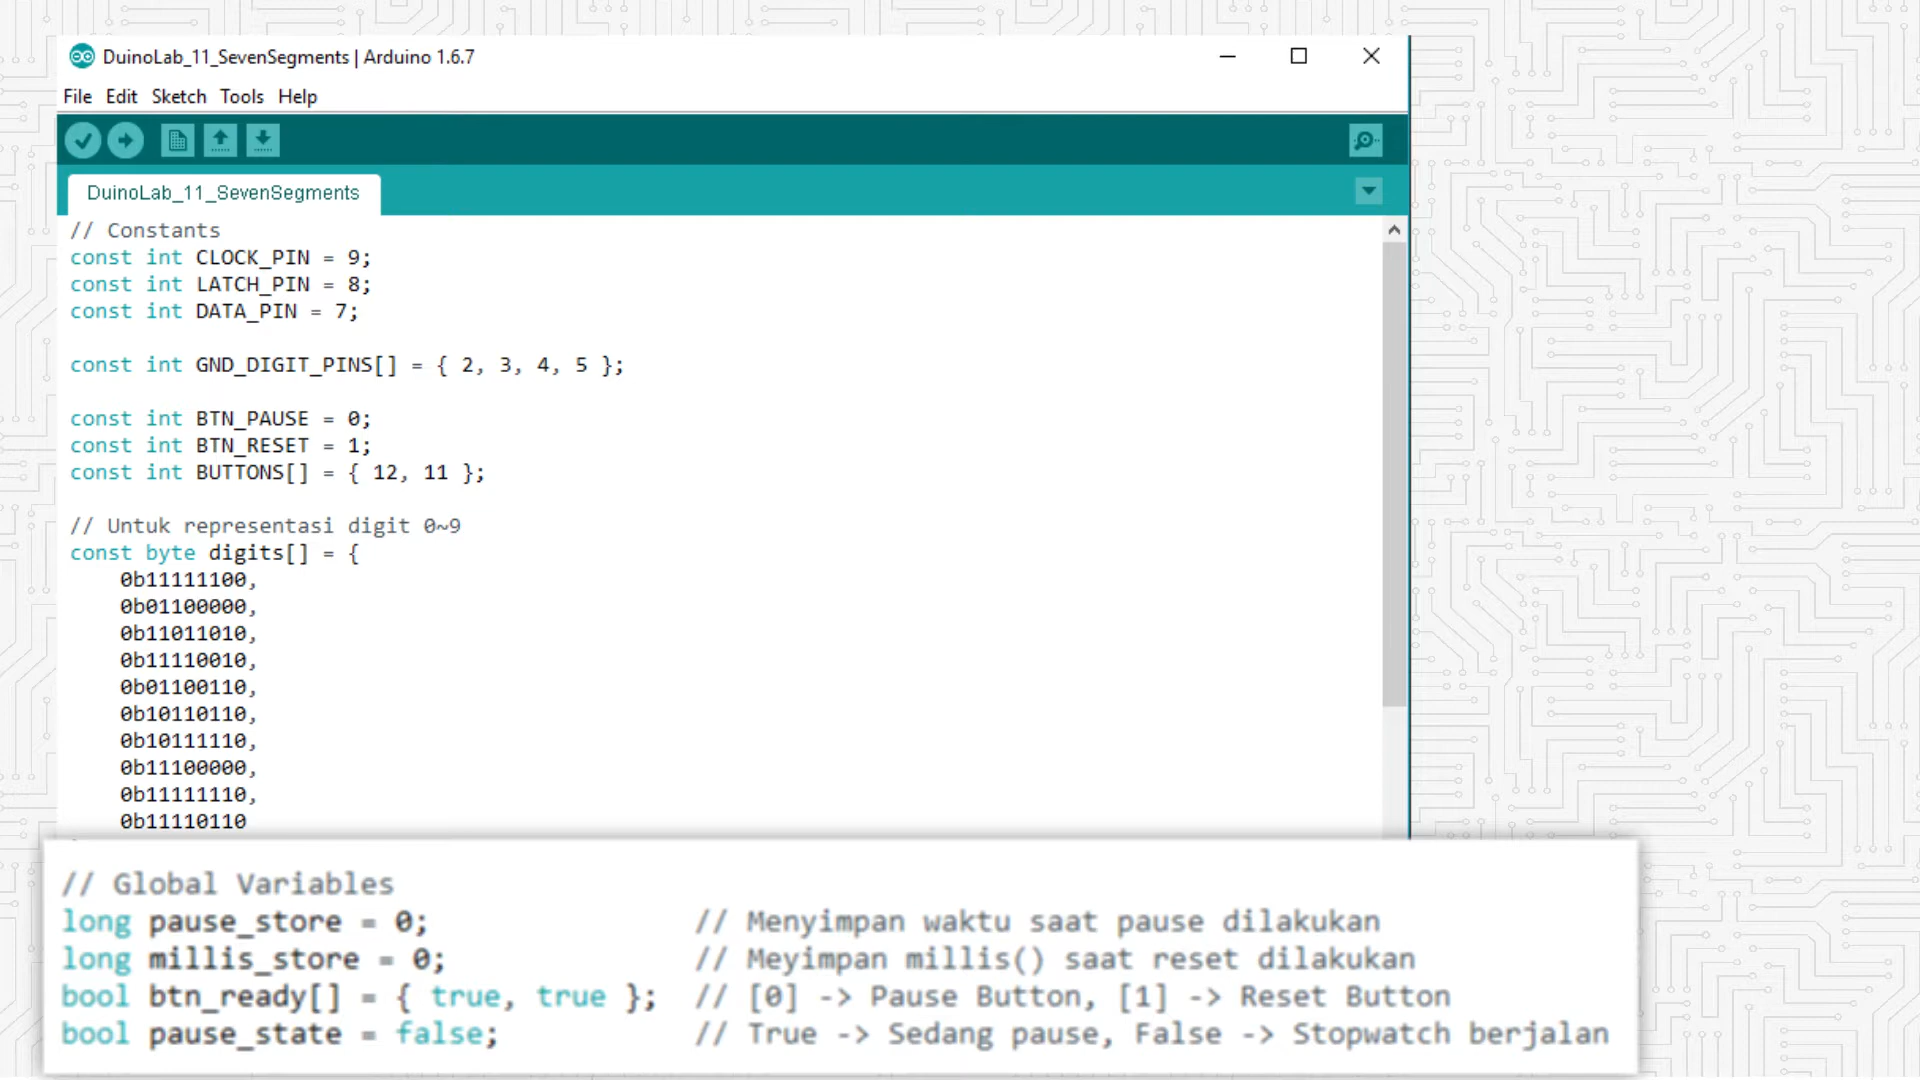 DuinoLab_11_SevenSegments | Arduino 1.6.7
File Edit Sketch Tools Help
DuinoLab_11_SevenSegments
// Constants
const int CLOCK_PIN = 9;
const int LATCH_PIN = 8;
const int DATA_PIN = 7;
const int GND_DIGIT_PINS[] = { 2, 3, 4, 5 };
const int BTN_PAUSE = 0;
const int BTN_RESET = 1;
const int BUTTONS[] = { 12, 11 };
// Untuk representasi digit 0~9
const byte digits[] = {
0b11111100,
0b01100000,
0b11011010,
0b11110010,
0b01100110,
0b10110110,
0b10111110,
0b11100000,
0b11111110,
0b11110110
// Global Variables
long pause_store = 0; // Menyimpan waktu saat pause dilakukan
long millis_store = 0; // Meyimpan millis() saat reset dilakukan
bool btn_ready[] = { true, true }; // [0] -> Pause Button, [1] -> Reset Button
bool pause_state = false; // True -> Sedang pause, False -> Stopwatch berjalan